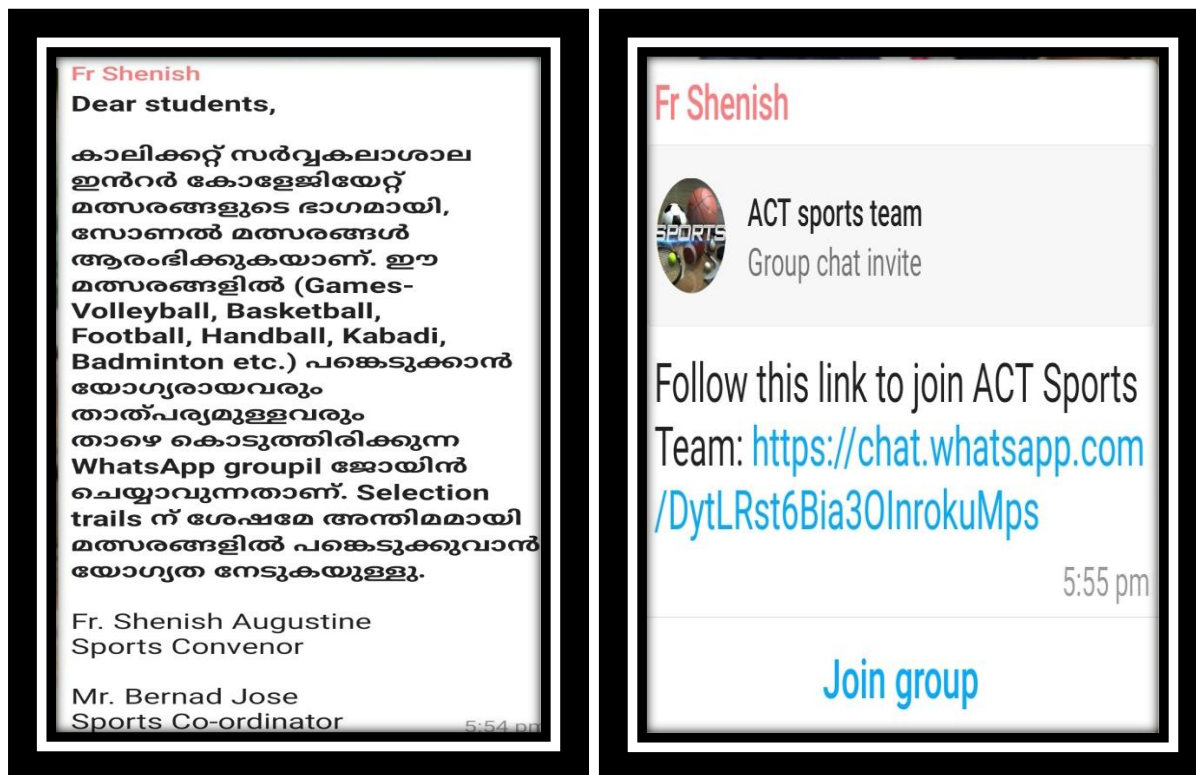 Fr Shenish
Dear students,
കാലിക്കറ്റ് സർവ്വകലാശാല
ഇൻറർ കോളേജിയേറ്റ്
മത്സരങ്ങളുടെ ഭാഗമായി,
സോണൽ മത്സരങ്ങൾ
ആരംഭിക്കുകയാണ്. ഈ
മത്സരങ്ങളിൽ (Games-
Volleyball, Basketball,
Football, Handball, Kabadi,
Badminton etc.) പങ്കെടുക്കാൻ
യോഗ്യരായവരും
താത്പര്യമുള്ളവരും
താഴെ കൊടുത്തിരിക്കുന്ന
WhatsApp groupil ജോയിൻ
ചെയ്യാവുന്നതാണ്. Selection
trails ന് ശേഷമേ അന്തിമമായി
മത്സരങ്ങളിൽ പങ്കെടുക്കുവാൻ
യോഗ്യത നേടുകയുള്ളു.
Fr. Shenish Augustine
Sports Convenor
Mr. Bernad Jose
Sports Co-ordinator
5:54 pm
Fr Shenish
SPORTS
ACT sports team
Group chat invite
Follow this link to join ACT Sports
Team: https://chat.whatsapp.com
/DytLRst6Bia3OInrokuMps
5:55 pm
Join group